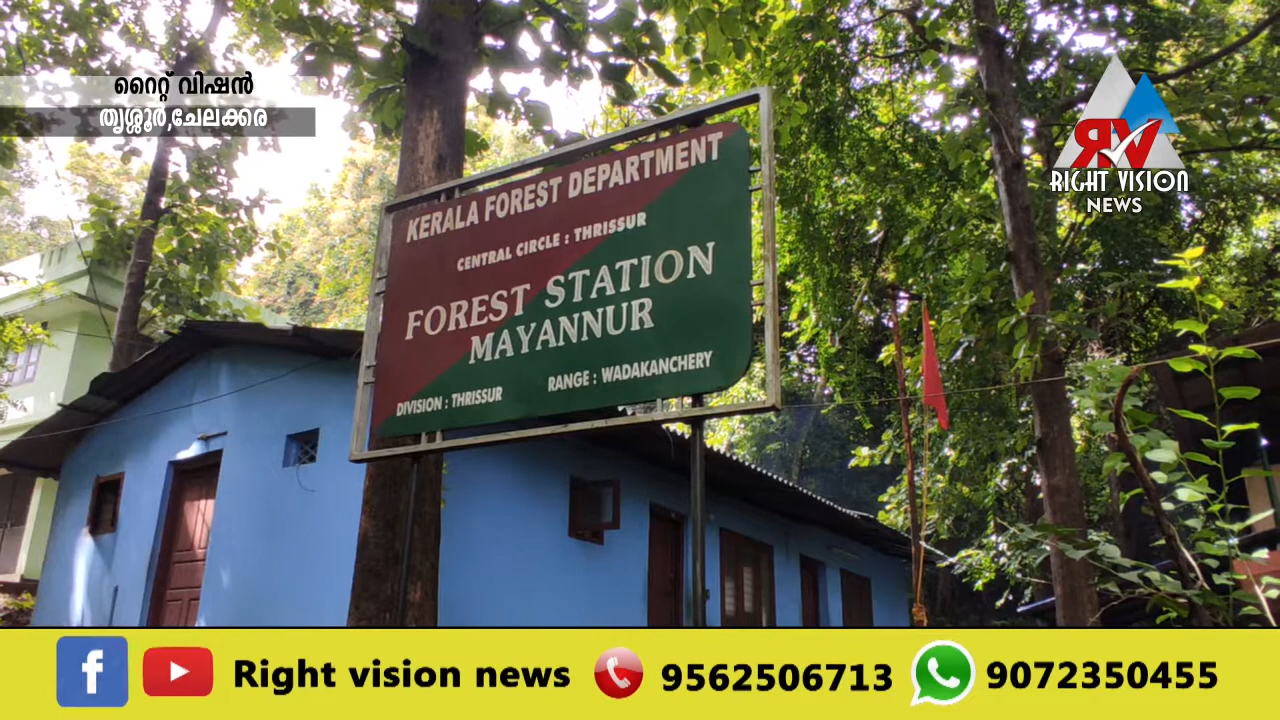 റൈറ്റ് വിഷൻ
തൃശ്ശൂർ,ചേലക്കര
RV
RIGHT VISION
NEWS
KERALA FOREST DEPARTMENT
CENTRAL CIRCLE : THRISSUR
FOREST STATION
MAYANNUR
DIVISION : THRISSUR
RANGE : WADAKANCHERY
f Right vision news 9562506713 9072350455